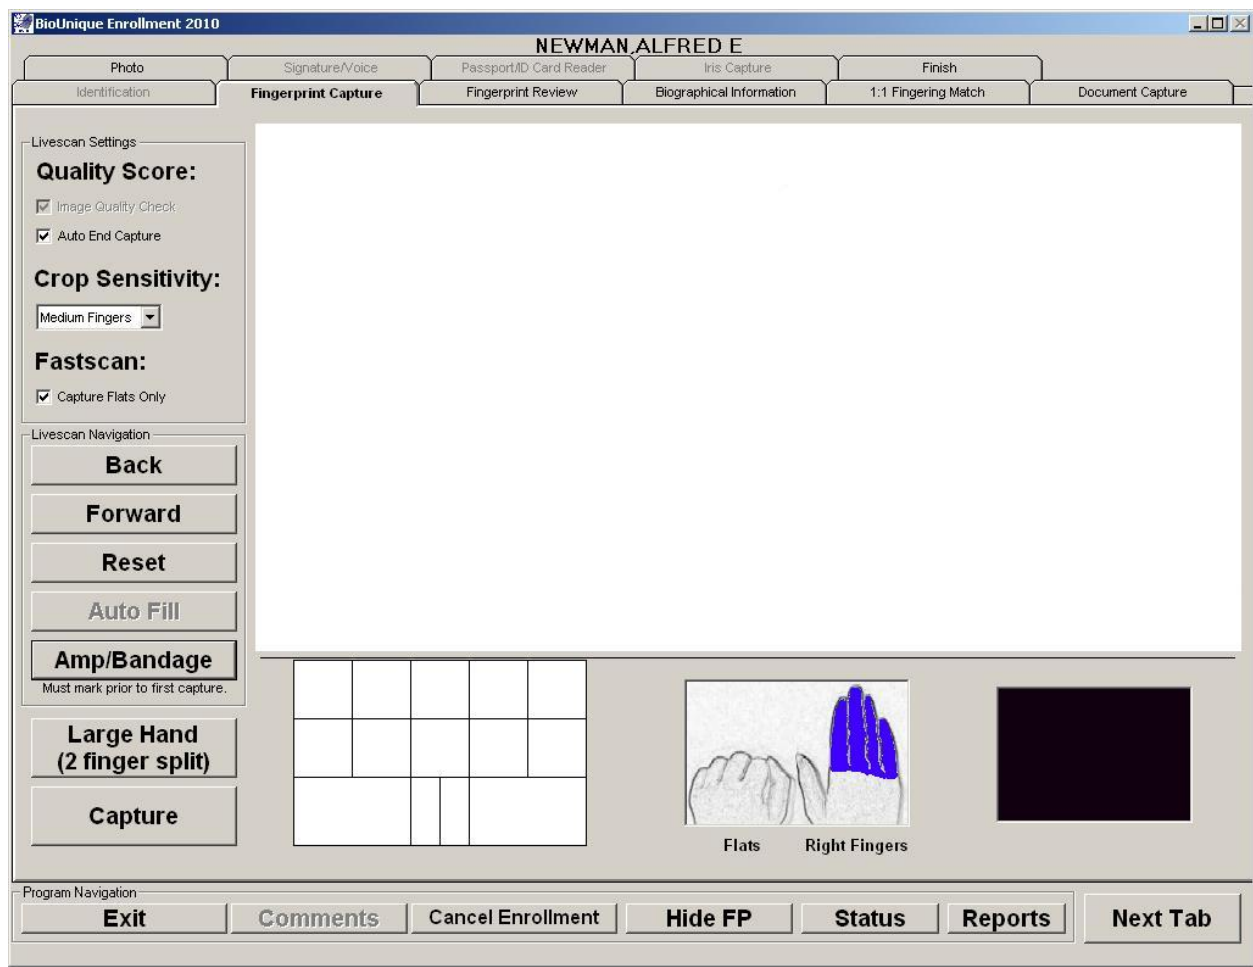 BioUnique Enrollment 2010
NEWMAN,ALFRED E
Photo Signature/Voice Passport/ID Card Reader Iris Capture Finish
Identification Fingerprint Capture Fingerprint Review Biographical Information 1:1 Fingering Match Document Capture
Livescan Settings
Quality Score:
Image Quality Check
Auto End Capture
Crop Sensitivity:
Medium Fingers
Fastscan:
Capture Flats Only
Livescan Navigation
Back
Forward
Reset
Auto Fill
Amp/Bandage
Must mark prior to first capture.
Large Hand
(2 finger split)
Capture
Flats Right Fingers
Program Navigation
Exit Comments Cancel Enrollment Hide FP Status Reports Next Tab